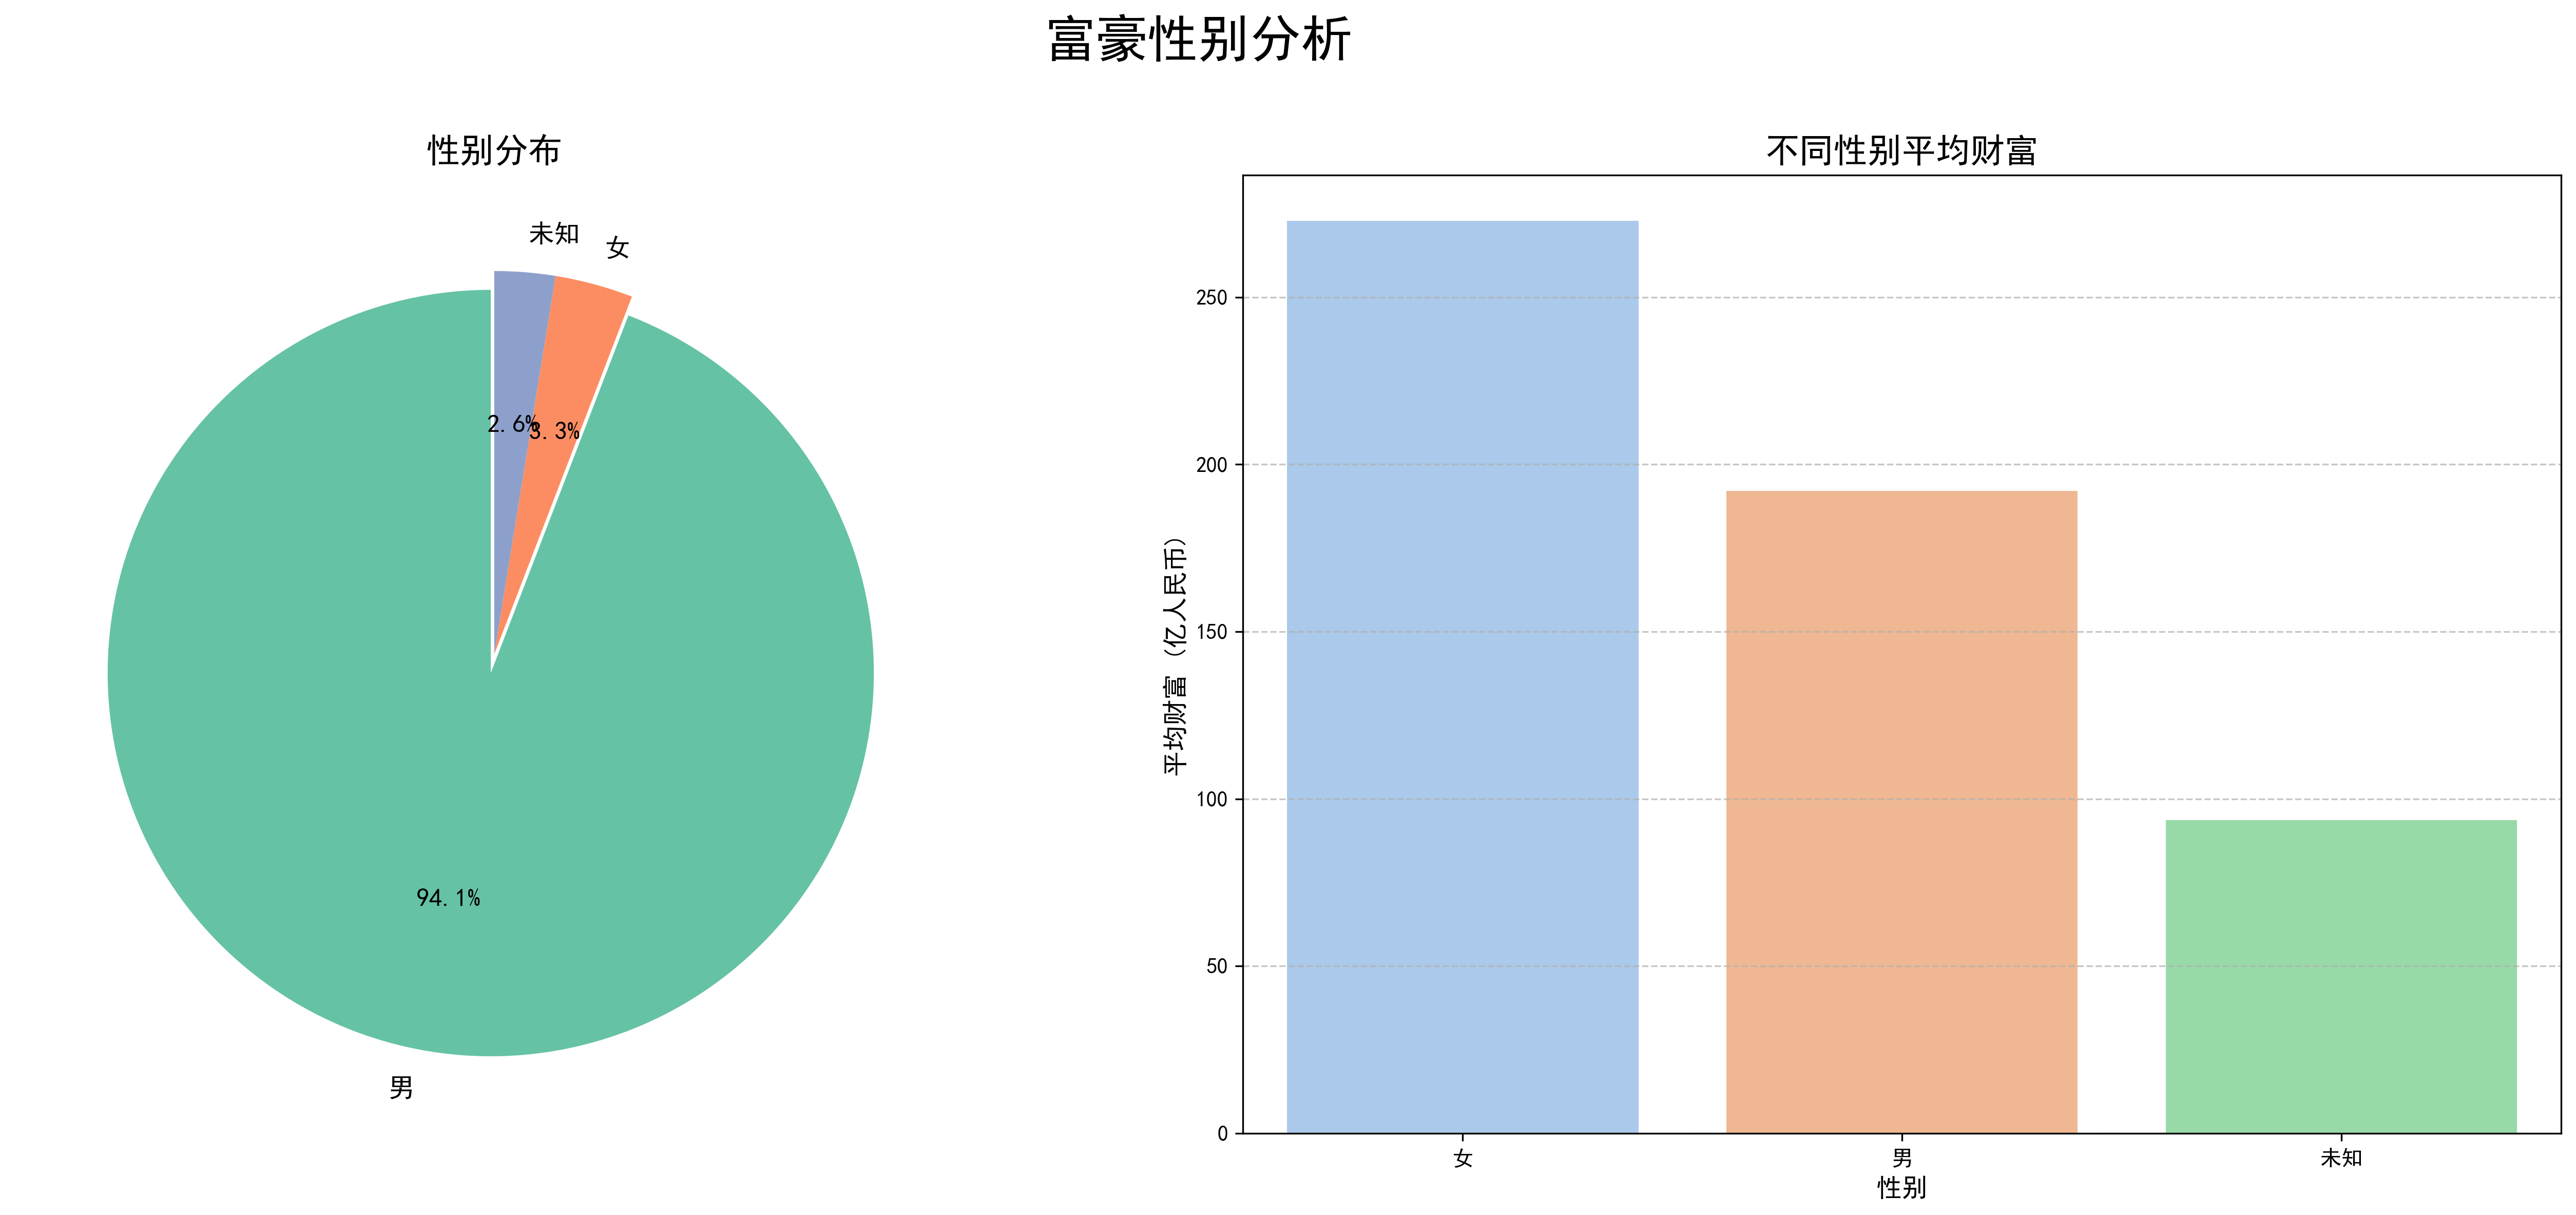 富豪性别分析
性别分布
未知
女
2.6%
3.3%
94.1%
男
不同性别平均财富
平均财富（亿人民币）
250
200
150
100
50
0
女
男
未知
性别